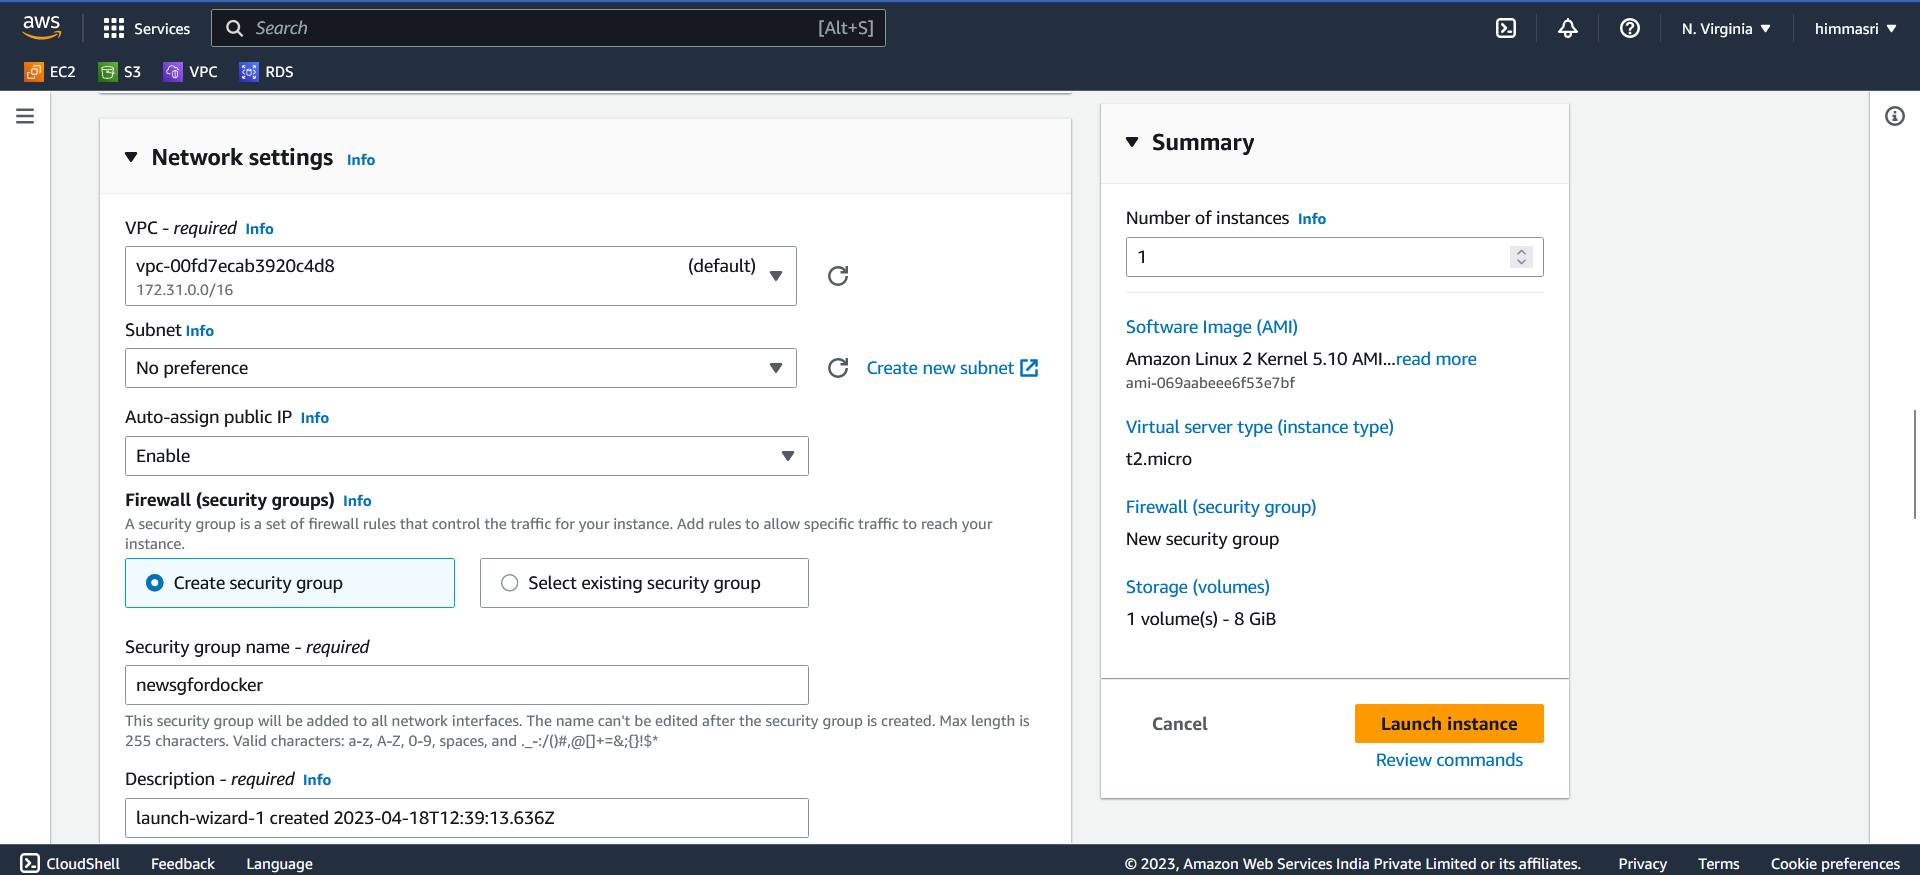 aws
Services
Search [Alt+S]
N. Virginia
himmasri
EC2 S3 VPC RDS
Network settings Info
VPC - required Info
vpc-00fd7ecab3920c4d8 (default)
172.31.0.0/16
Subnet Info
No preference
Create new subnet
Auto-assign public IP Info
Enable
Firewall (security groups) Info
A security group is a set of firewall rules that control the traffic for your instance. Add rules to allow specific traffic to reach your
instance.
Create security group
Select existing security group
Security group name - required
newsgfordocker
This security group will be added to all network interfaces. The name can't be edited after the security group is created. Max length is
255 characters. Valid characters: a-z, A-Z, 0-9, spaces, and ._-:/()#,@[]+=&;{}!$*
Description - required Info
launch-wizard-1 created 2023-04-18T12:39:13.636Z
Summary
Number of instances Info
1
Software Image (AMI)
Amazon Linux 2 Kernel 5.10 AMI...read more
ami-069aabeee6f53e7bf
Virtual server type (instance type)
t2.micro
Firewall (security group)
New security group
Storage (volumes)
1 volume(s) - 8 GiB
Cancel
Launch instance
Review commands
CloudShell Feedback Language
© 2023, Amazon Web Services India Private Limited or its affiliates. Privacy Terms Cookie preferences